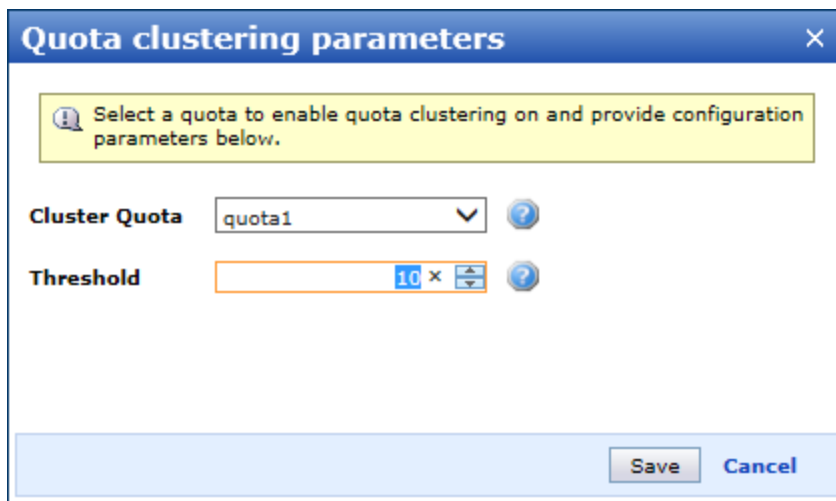 Quota clustering parameters
Select a quota to enable quota clustering on and provide configuration
parameters below.
Cluster Quota quota1
Threshold 10
Save Cancel